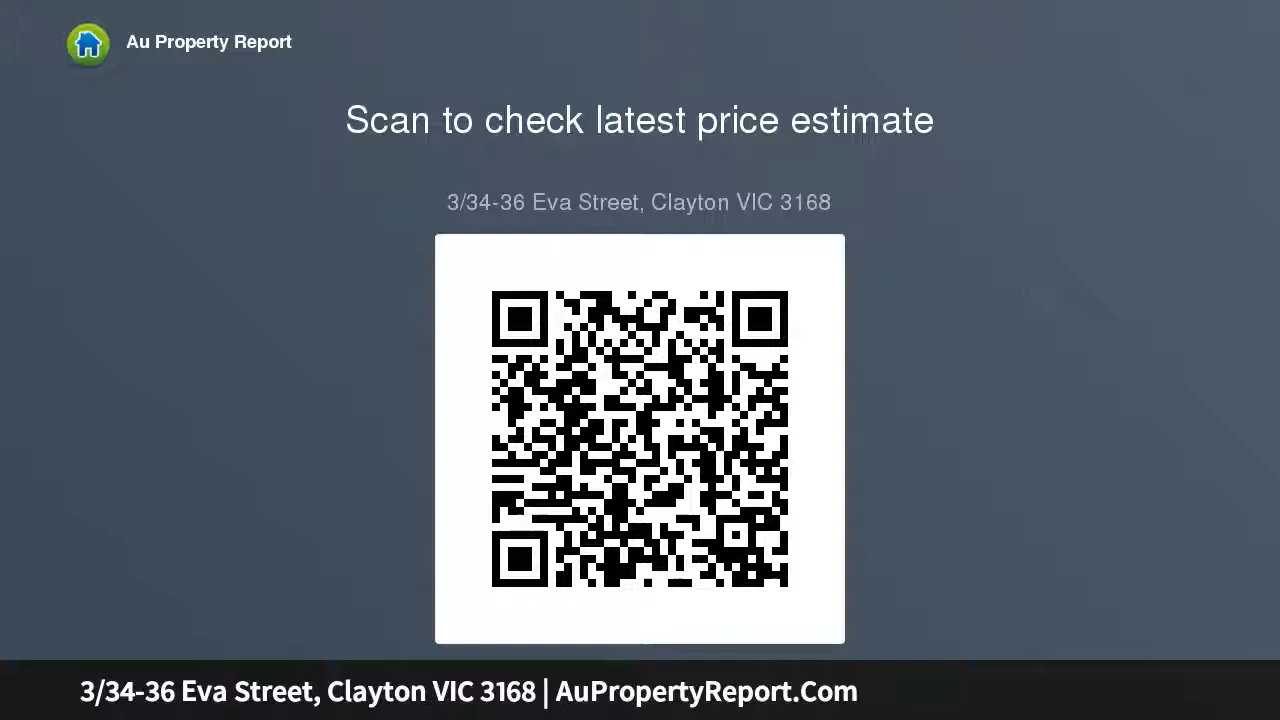 Au Property Report
Scan to check latest price estimate
3/34-36 Eva Street, Clayton VIC 3168
3/34-36 Eva Street, Clayton VIC 3168 | AuPropertyReport.Com